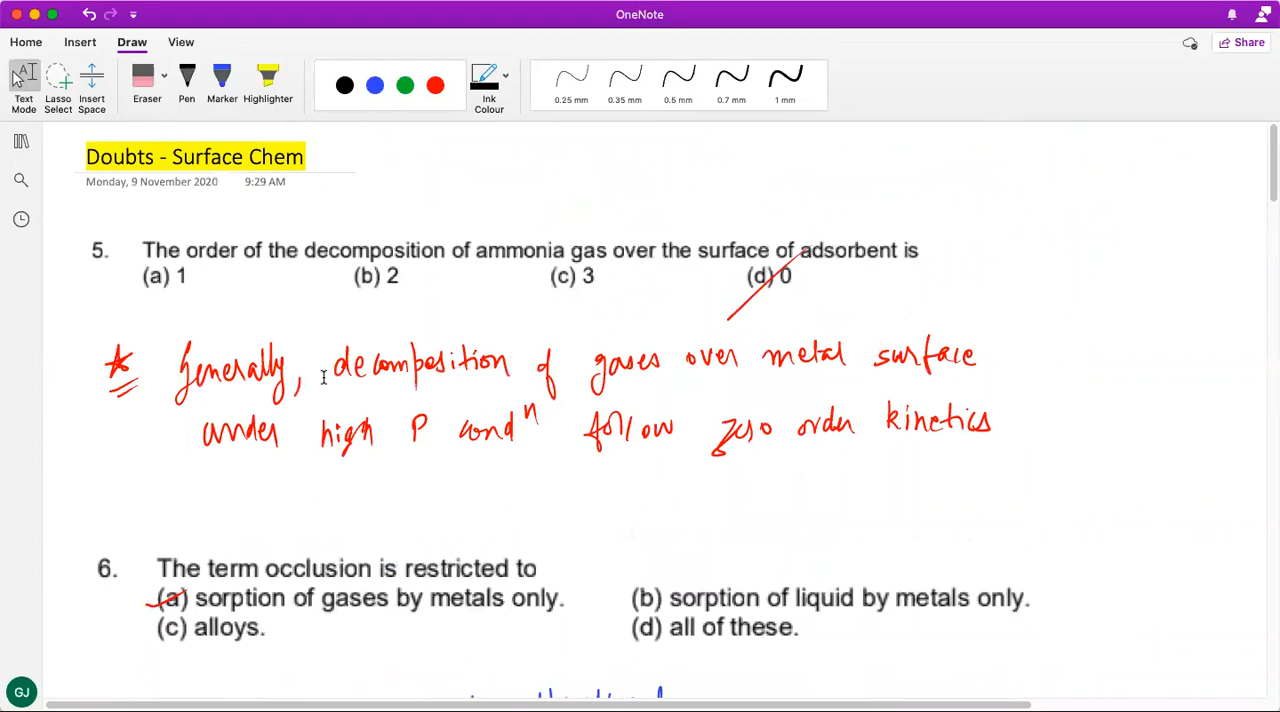 OneNote
Home Insert Draw View
Share
Text Mode
Lasso Select
Insert Space
Eraser
Pen
Marker
Highlighter
Ink Colour
0.25 mm
0.35 mm
0.5 mm
0.7 mm
1 mm
Doubts - Surface Chem
Monday, 9 November 2020 9:29 AM
5. The order of the decomposition of ammonia gas over the surface of adsorbent is
(a) 1 (b) 2 (c) 3 (d) 0
Generally, decomposition of gases over metal surface
under high P condⁿ follow zero order kinetics
6. The term occlusion is restricted to
(a) sorption of gases by metals only. (b) sorption of liquid by metals only.
(c) alloys. (d) all of these.
GJ